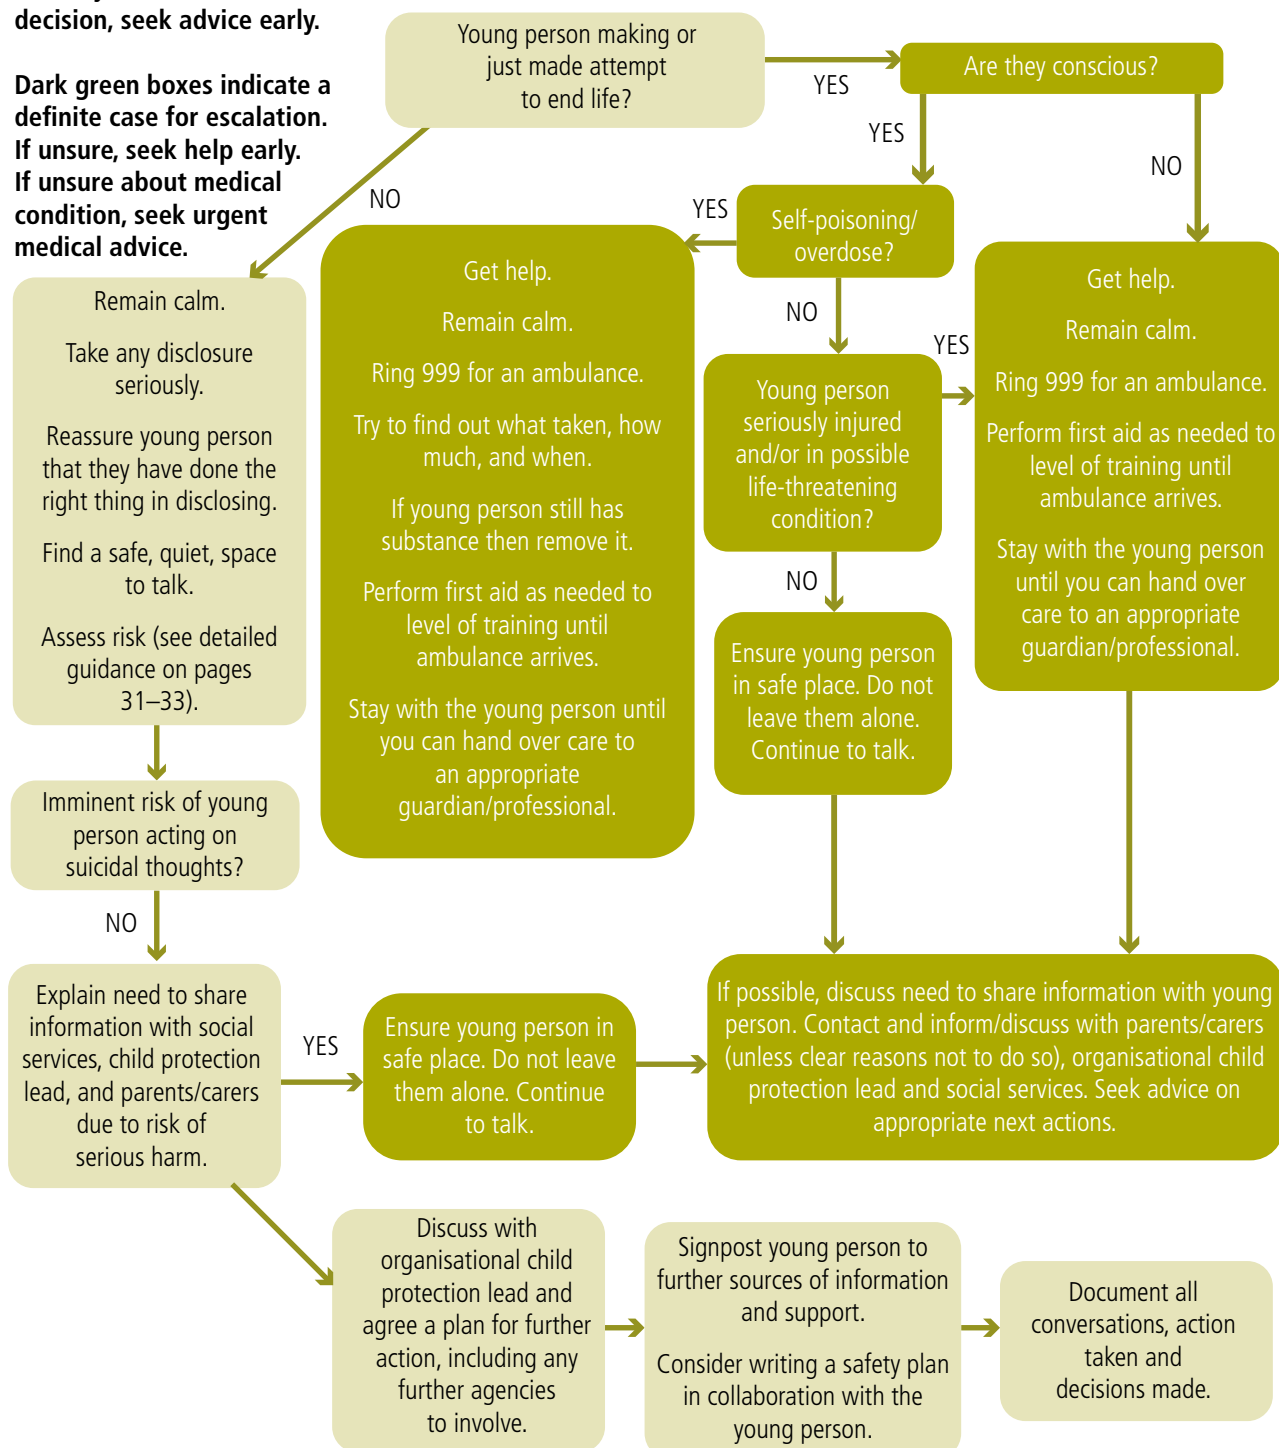 decision, seek advice early.
Dark green boxes indicate a
definite case for escalation.
If unsure, seek help early.
If unsure about medical
condition, seek urgent
medical advice.
Young person making or
just made attempt
to end life?
YES
Are they conscious?
YES
NO
NO
YES
Self-poisoning/
overdose?
NO
Remain calm.
Take any disclosure
seriously.
Reassure young person
that they have done the
right thing in disclosing.
Find a safe, quiet, space
to talk.
Assess risk (see detailed
guidance on pages
31–33).
Get help.
Remain calm.
Ring 999 for an ambulance.
Try to find out what taken, how
much, and when.
If young person still has
substance then remove it.
Perform first aid as needed to
level of training until
ambulance arrives.
Stay with the young person until
you can hand over care to
an appropriate
guardian/professional.
Young person
seriously injured
and/or in possible
life-threatening
condition?
YES
NO
Get help.
Remain calm.
Ring 999 for an ambulance.
Perform first aid as needed to
level of training until
ambulance arrives.
Stay with the young person
until you can hand over
care to an appropriate
guardian/professional.
Ensure young person
in safe place. Do not
leave them alone.
Continue to talk.
Imminent risk of young
person acting on
suicidal thoughts?
NO
Explain need to share
information with social
services, child protection
lead, and parents/carers
due to risk of
serious harm.
YES
Ensure young person in
safe place. Do not leave
them alone. Continue
to talk.
If possible, discuss need to share information with young
person. Contact and inform/discuss with parents/carers
(unless clear reasons not to do so), organisational child
protection lead and social services. Seek advice on
appropriate next actions.
Discuss with
organisational child
protection lead and
agree a plan for further
action, including any
further agencies
to involve.
Signpost young person to
further sources of information
and support.
Consider writing a safety plan
in collaboration with the
young person.
Document all
conversations, action
taken and
decisions made.